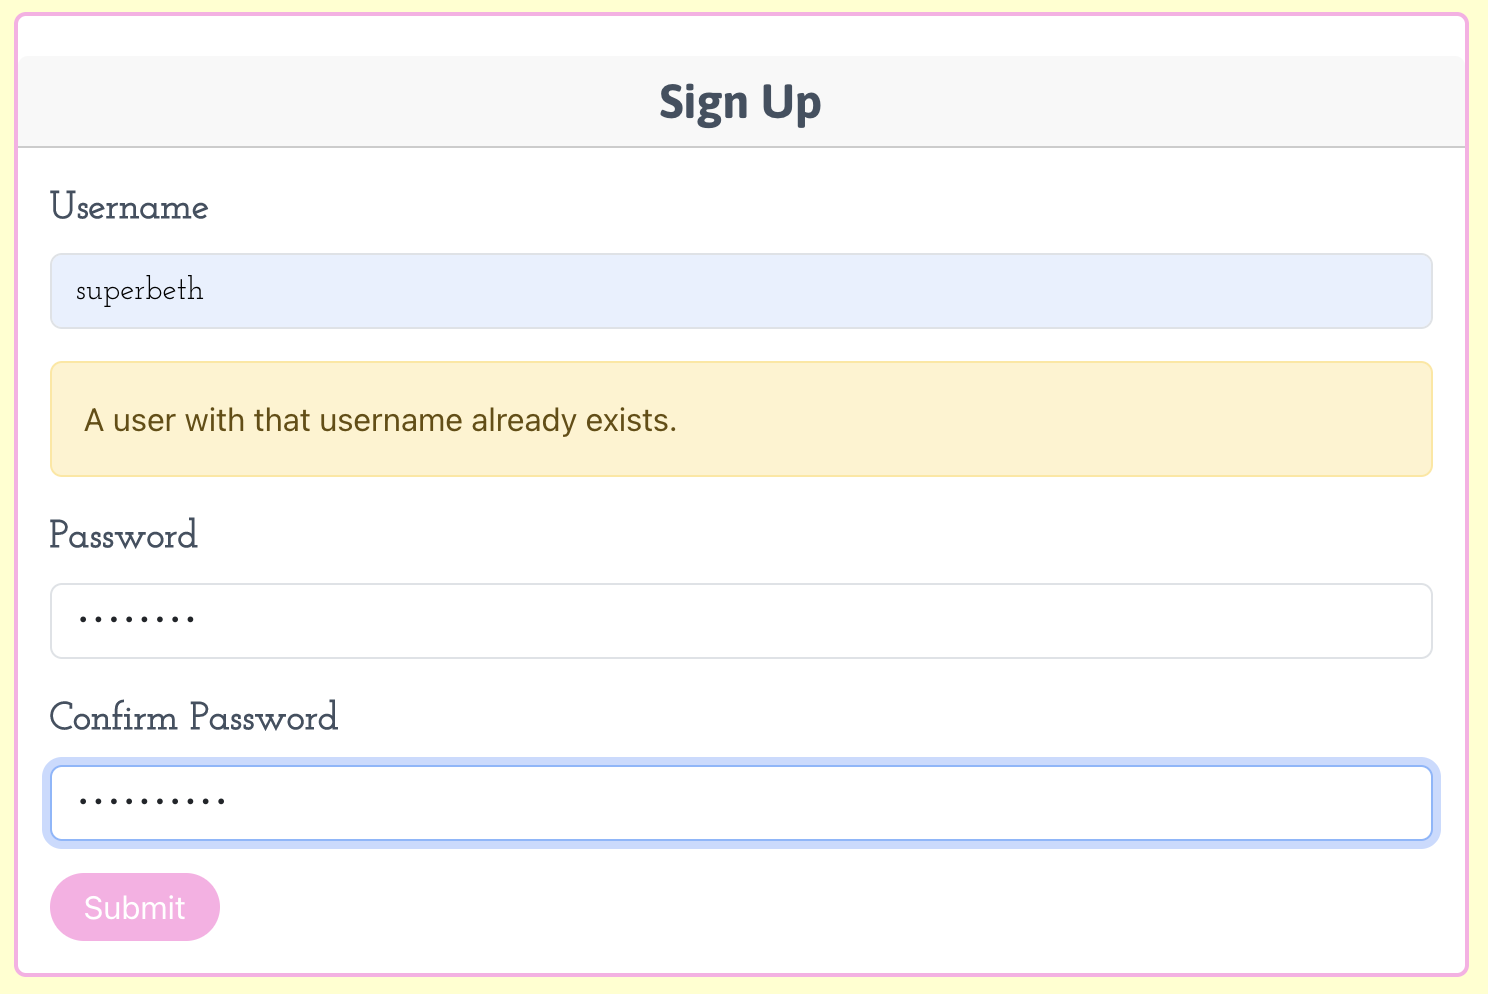 Sign Up
Username
superbeth
A user with that username already exists.
Password
••••••••
Confirm Password
••••••••••
Submit